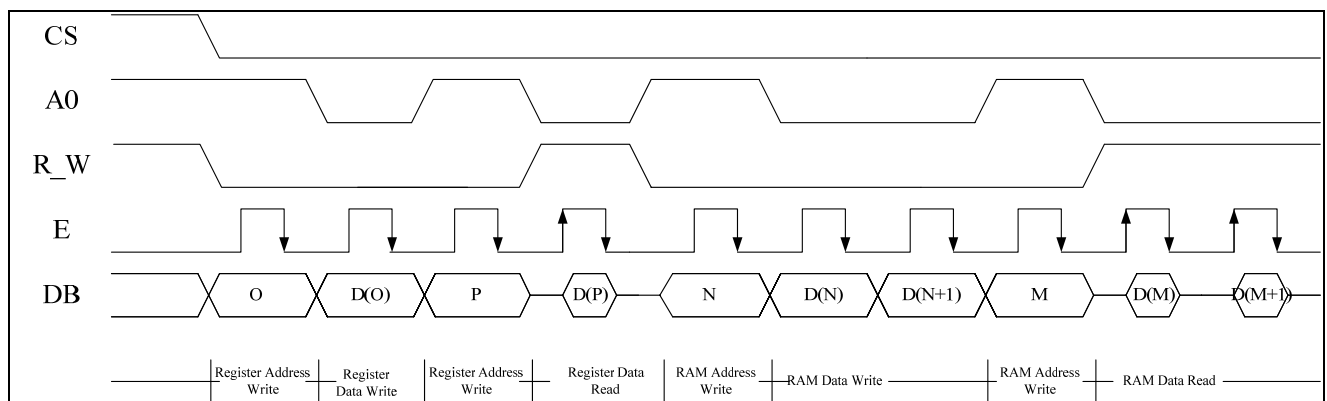 CS
A0
R_W
E
DB
O D(O) P D(P) N D(N) D(N+1) M D(M) D(M+1)
Register Address Register Register Address Register Data RAM Address RAM Data Write RAM Address RAM Data Read
Write Data Write Write Read Write Write